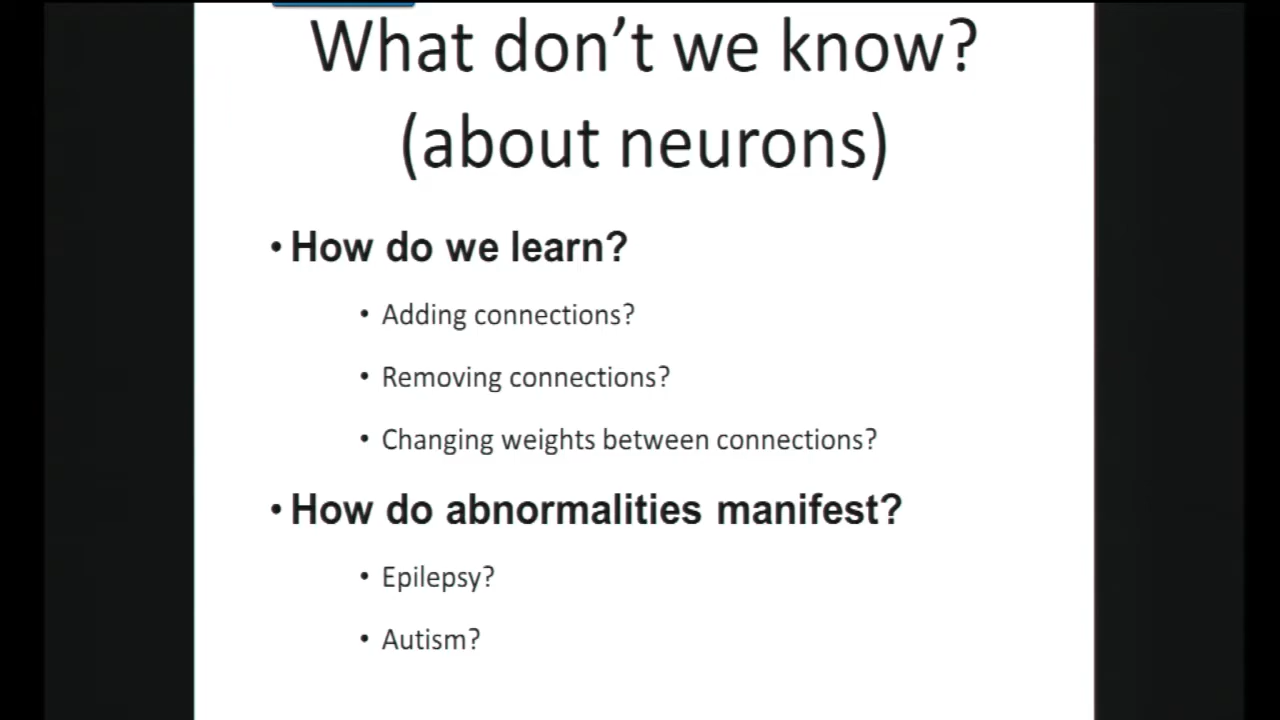 What don’t we know?
(about neurons)
• How do we learn?
• Adding connections?
• Removing connections?
• Changing weights between connections?
• How do abnormalities manifest?
• Epilepsy?
• Autism?